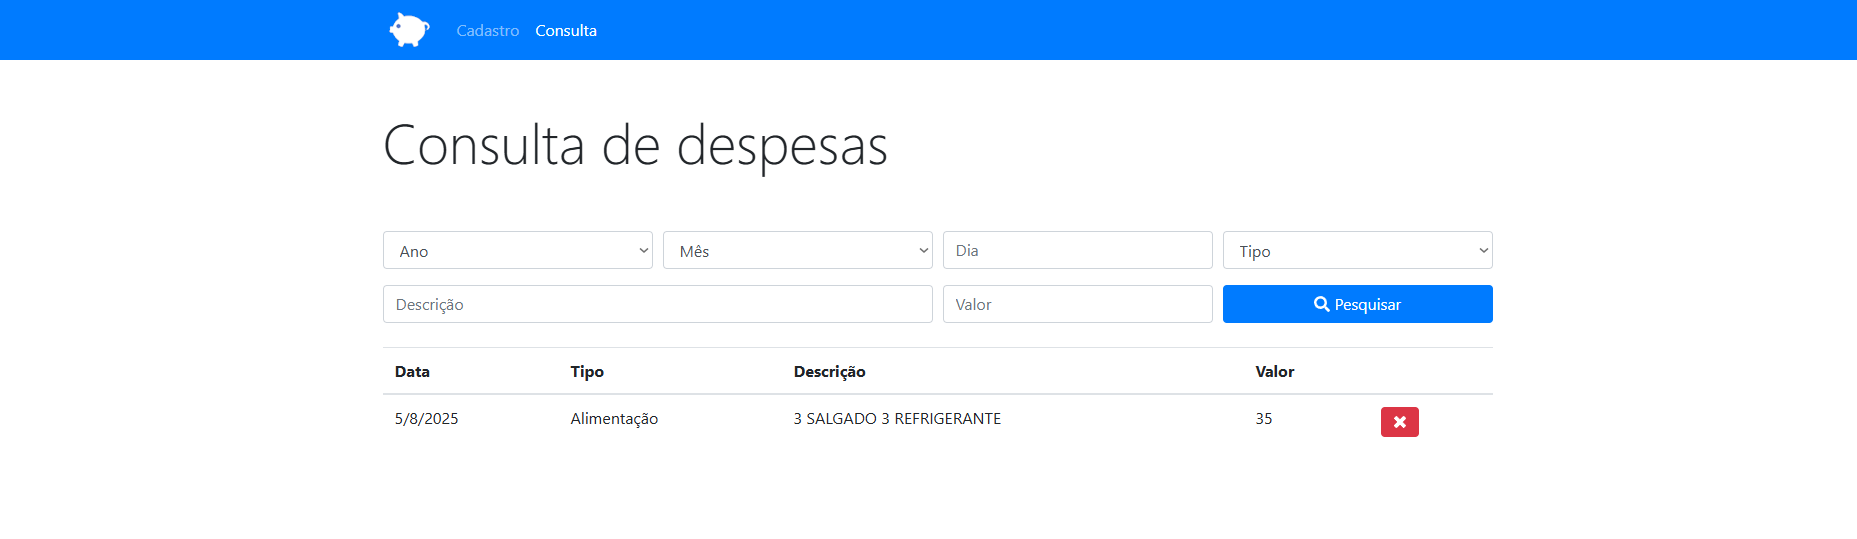 Cadastro Consulta
Consulta de despesas
Ano Mês Dia Tipo
Descrição Valor Pesquisar
Data Tipo Descrição Valor
5/8/2025 Alimentação 3 SALGADO 3 REFRIGERANTE 35